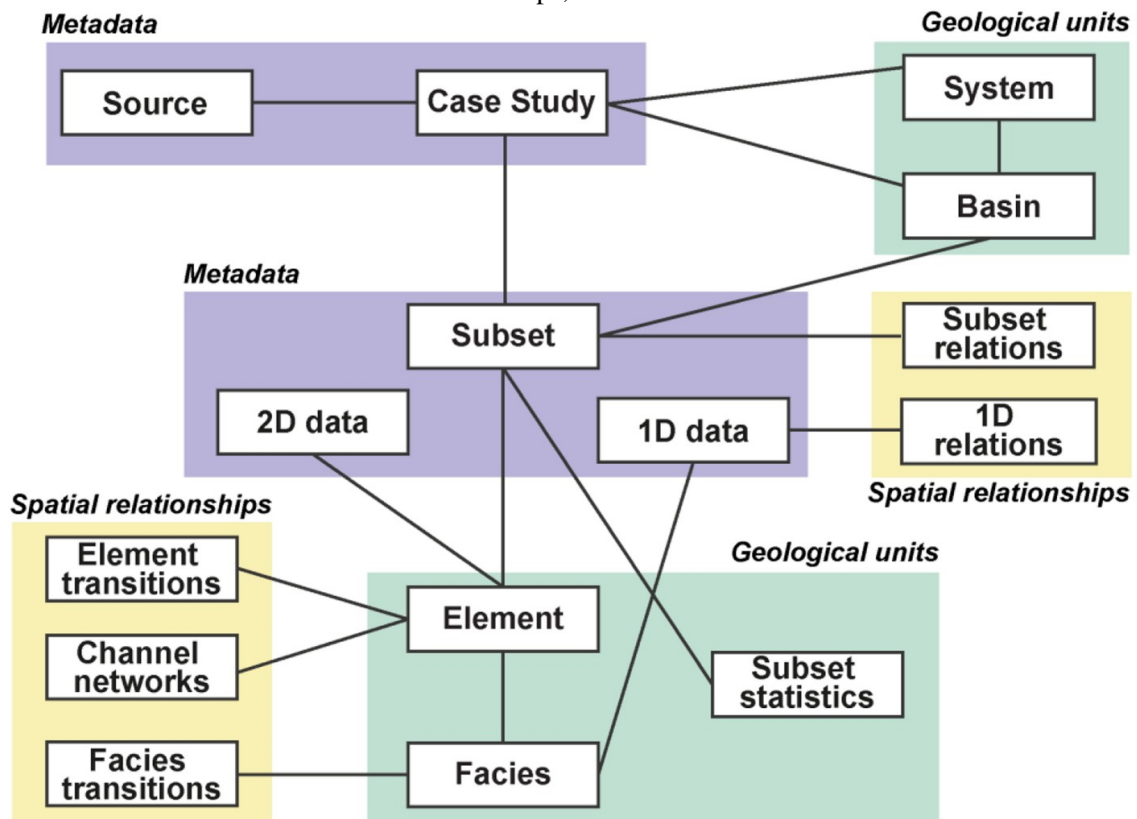 Metadata
Geological units
Source
Case Study
System
Basin
Metadata
Subset
Subset
relations
2D data
1D data
1D
relations
Spatial relationships
Spatial relationships
Element
transitions
Geological units
Element
Channel
networks
Subset
statistics
Facies
transitions
Facies